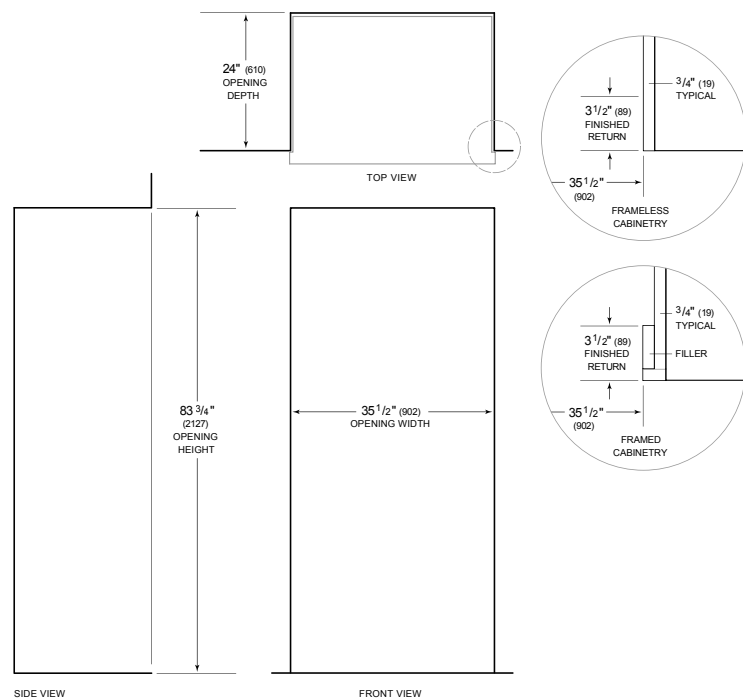 24" (610)
OPENING
DEPTH
TOP VIEW
3/4" (19)
TYPICAL
3 1/2" (89)
FINISHED
RETURN
35 1/2"
(902)
FRAMELESS
CABINETRY
3/4" (19)
TYPICAL
3 1/2" (89)
FINISHED
RETURN
FILLER
35 1/2"
(902)
FRAMED
CABINETRY
83 3/4"
(2127)
OPENING
HEIGHT
35 1/2" (902)
OPENING WIDTH
SIDE VIEW
FRONT VIEW